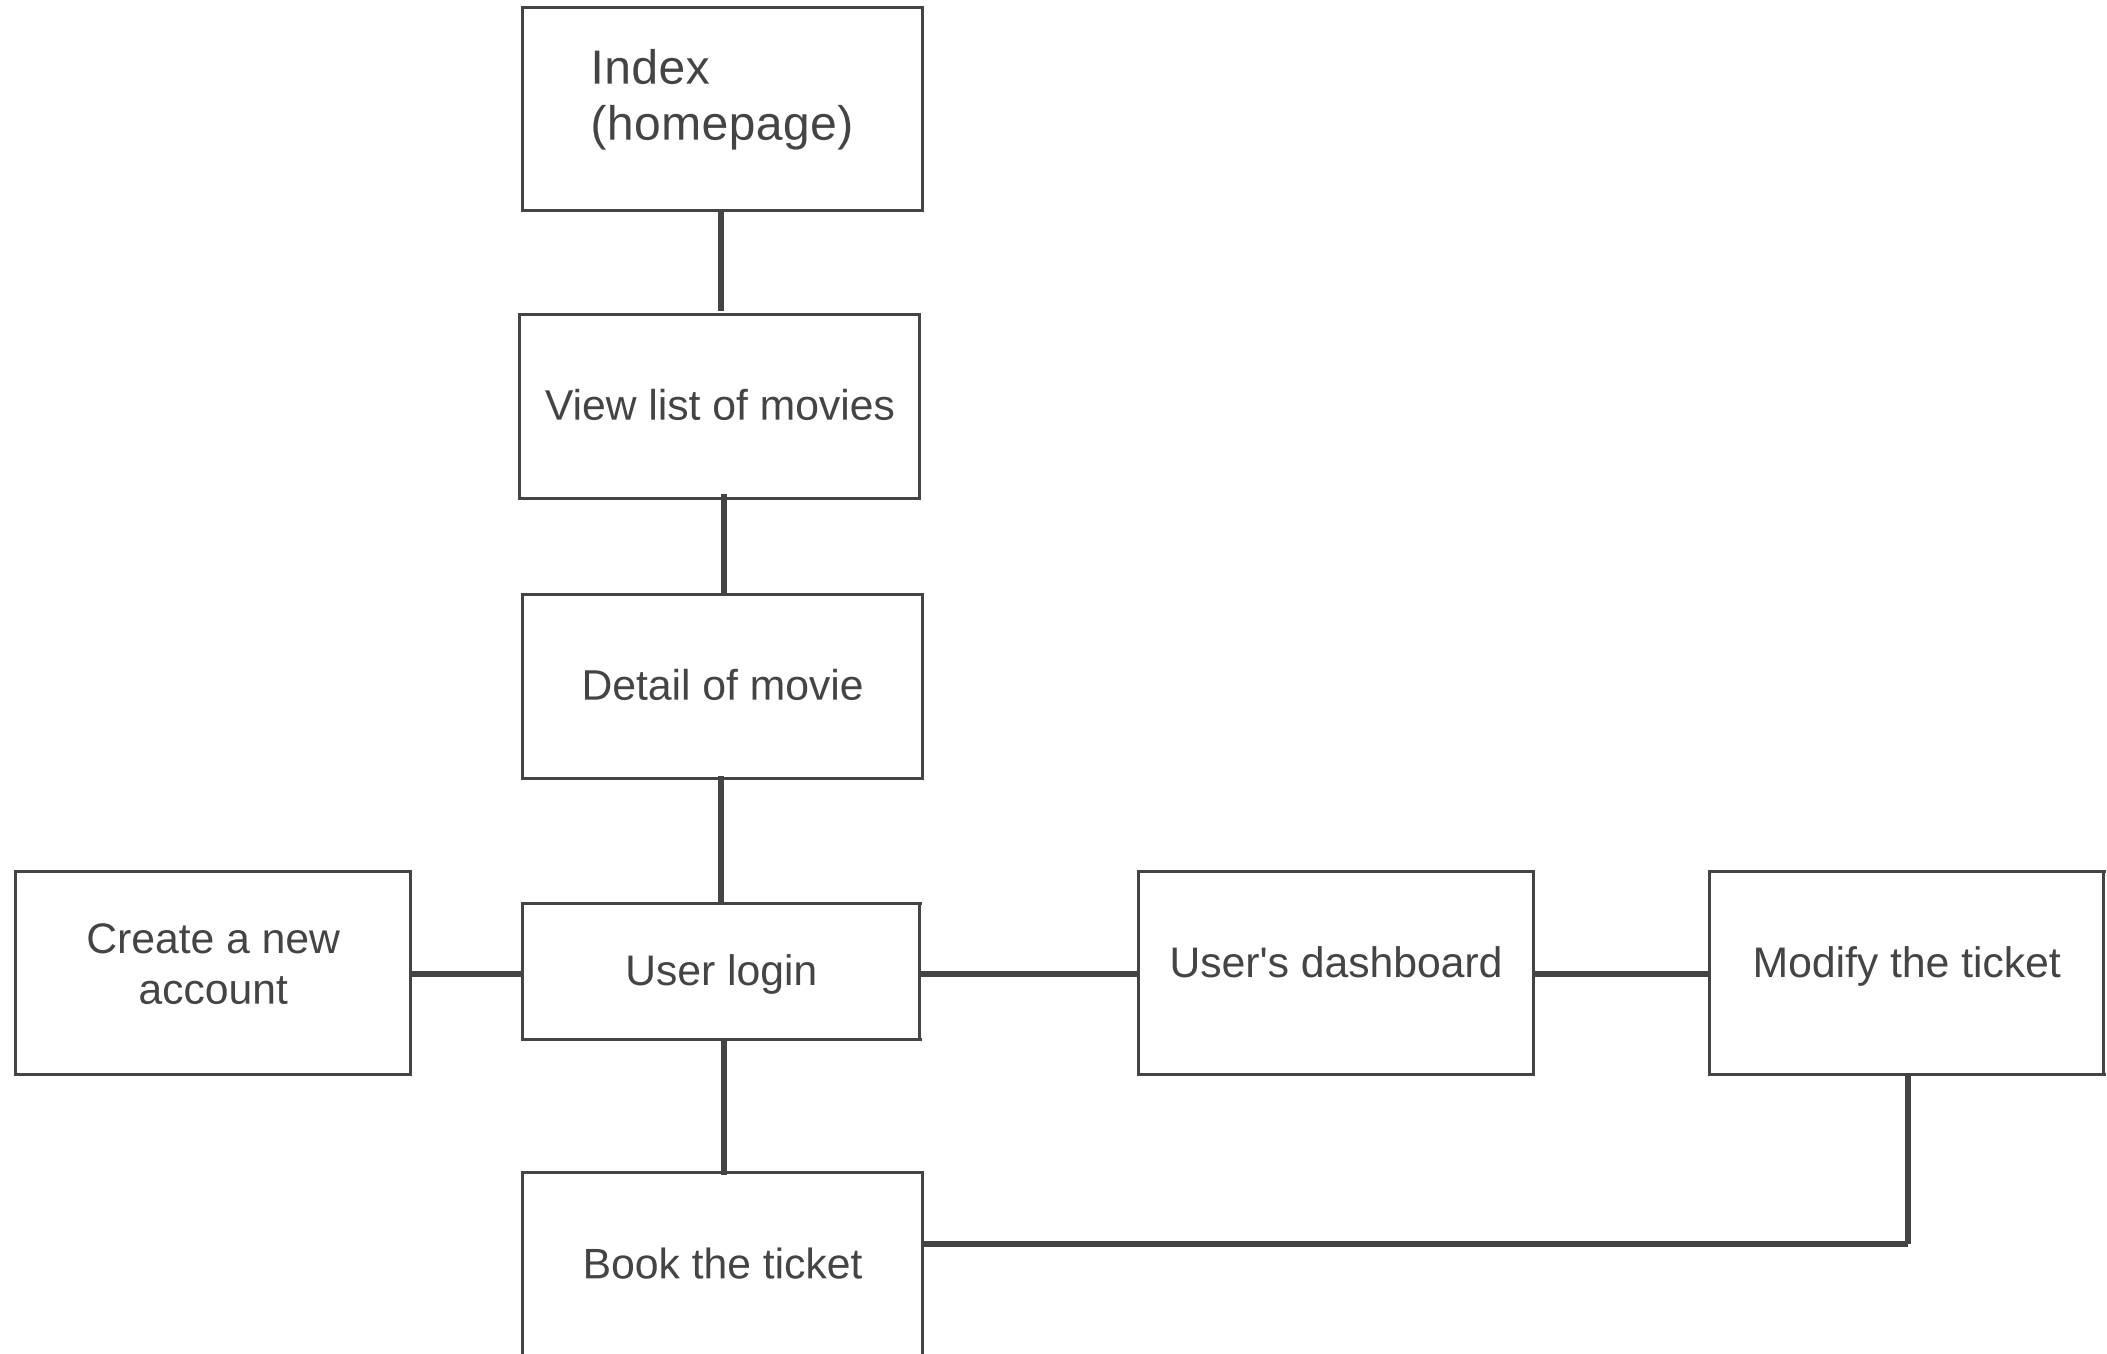 Index
(homepage)
View list of movies
Detail of movie
Create a new
account
User login
User's dashboard
Modify the ticket
Book the ticket